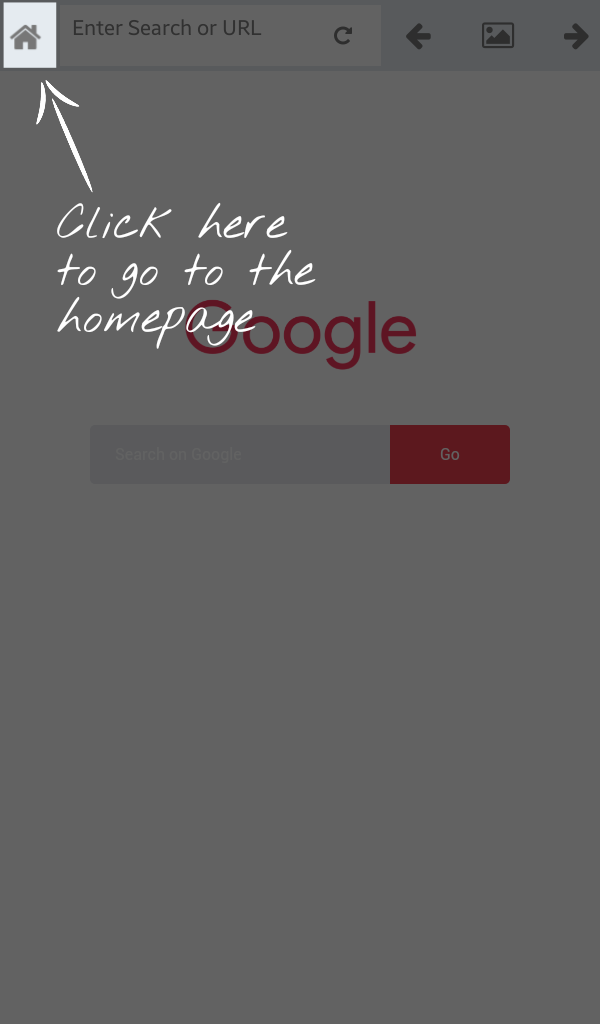 Enter Search or URL
Click here
to go to the
homepage
Google
Search on Google
Go